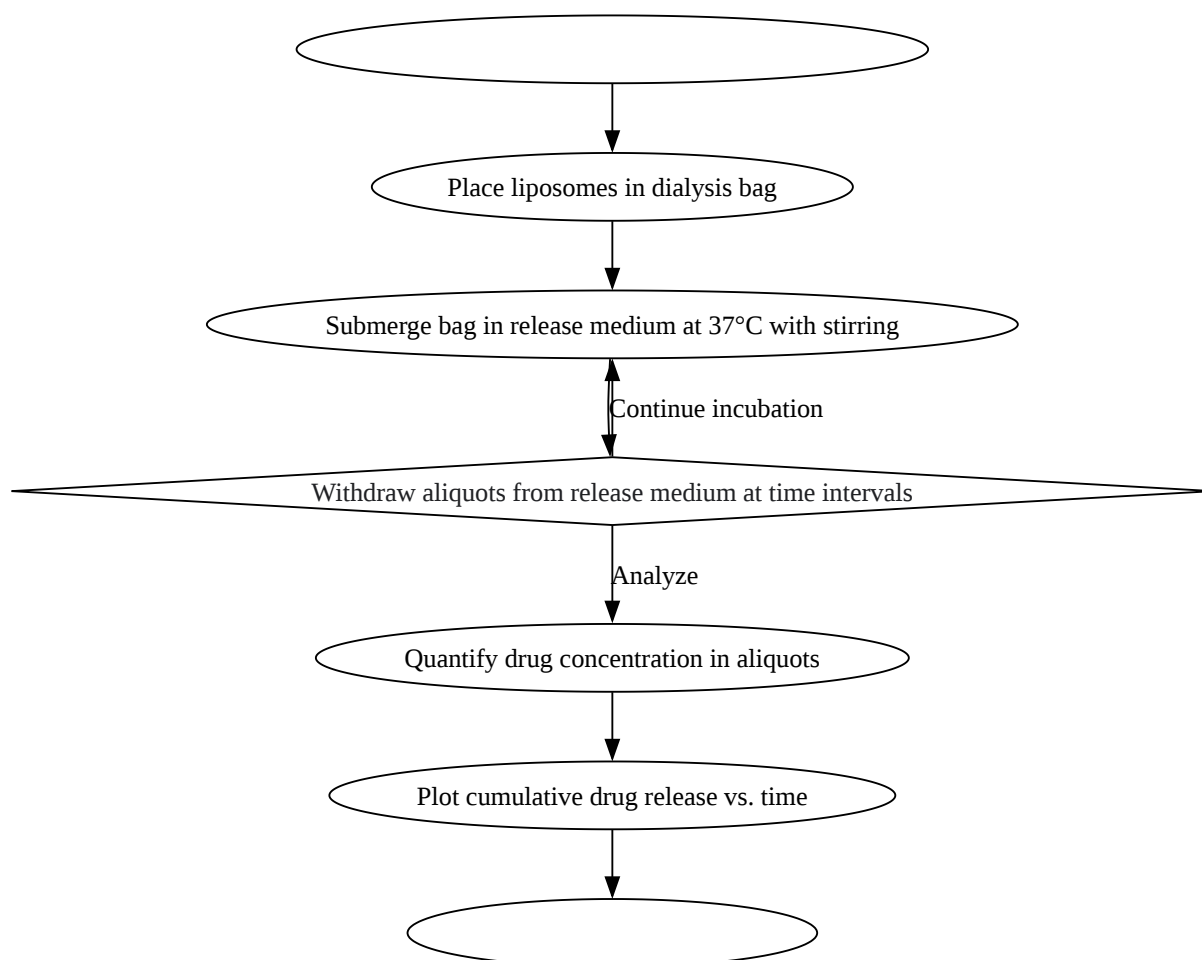 Place liposomes in dialysis bag
Submerge bag in release medium at 37°C with stirring
Continue incubation
Withdraw aliquots from release medium at time intervals
Analyze
Quantify drug concentration in aliquots
Plot cumulative drug release vs. time